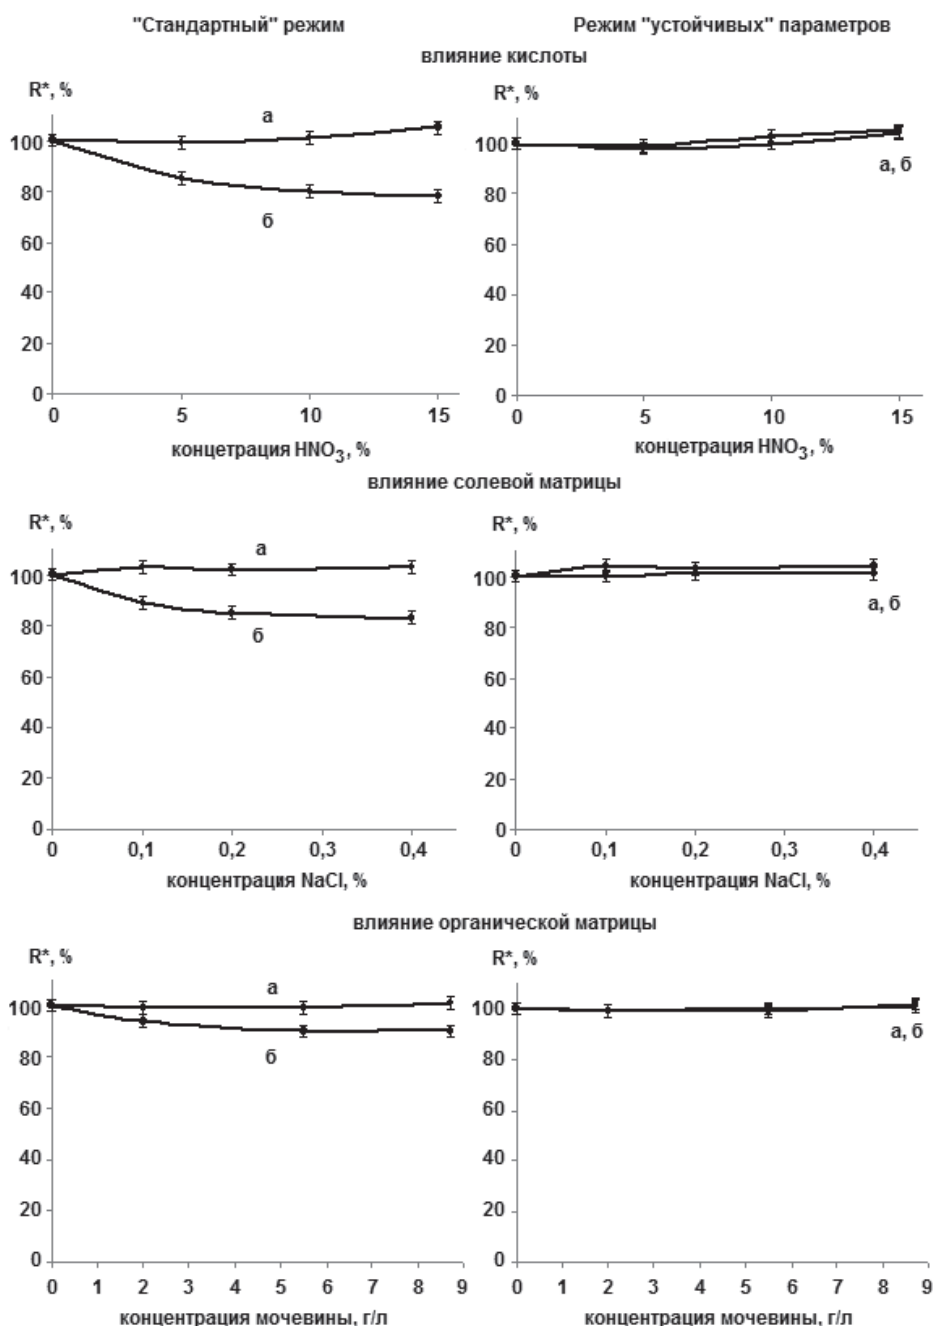 "Стандартный" режим
Режим "устойчивых" параметров
влияние кислоты
R*, %
R*, %
100
80
60
40
20
0
а
б
0 5 10 15
концетрация HNO3, %
100
80
60
40
20
0
а, б
0 5 10 15
концентрация HNO3, %
влияние солевой матрицы
R*, %
R*, %
100
80
60
40
20
0
а
б
0 0,1 0,2 0,3 0,4
концентрация NaCl, %
100
80
60
40
20
0
а, б
0 0,1 0,2 0,3 0,4
концентрация NaCl, %
влияние органической матрицы
R*, %
R*, %
100
80
60
40
20
0
а
б
0 1 2 3 4 5 6 7 8 9
концентрация мочевины, г/л
100
80
60
40
20
0
а, б
0 1 2 3 4 5 6 7 8 9
концентрация мочевины, г/л